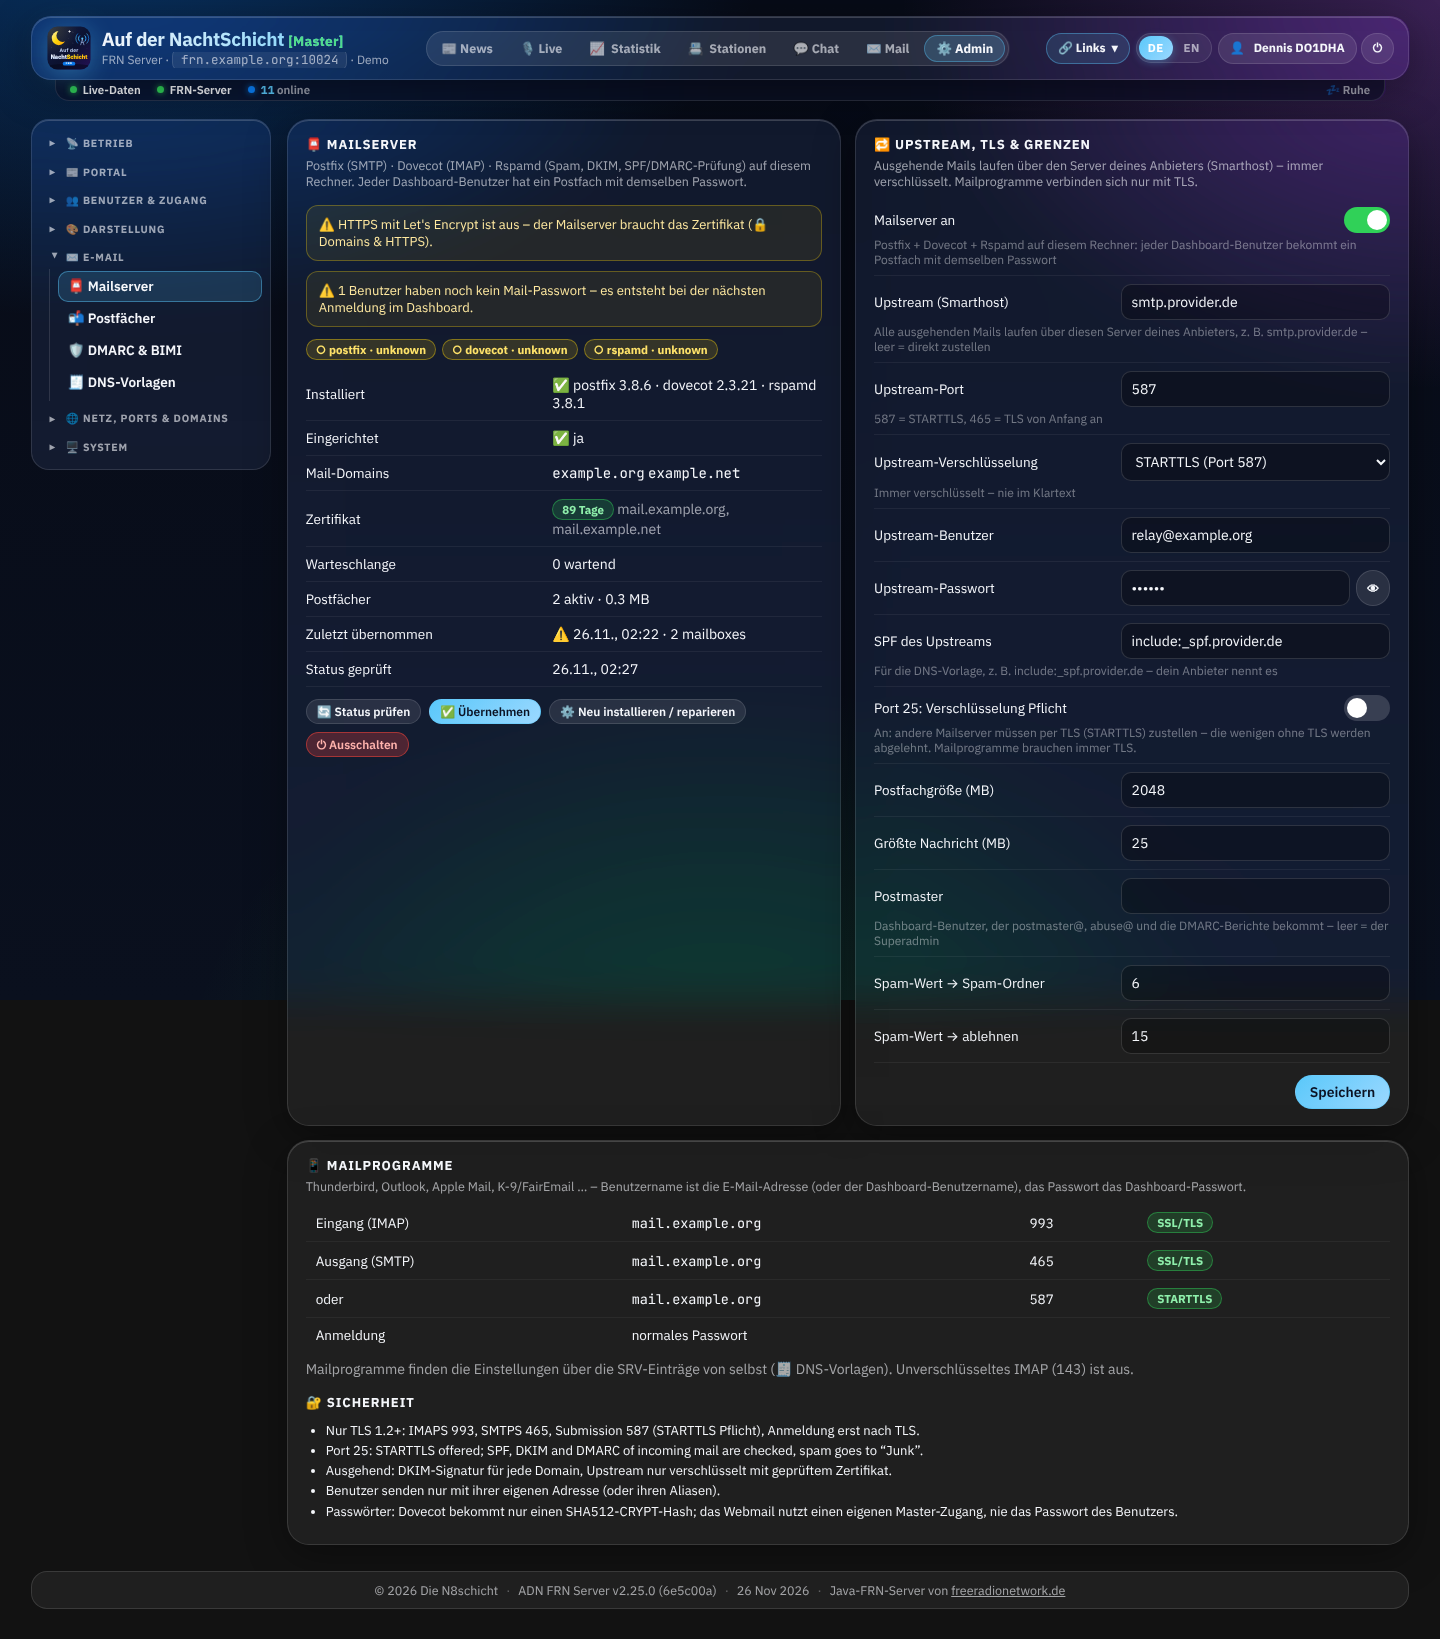 Auf der NachtSchicht [Master]
FRN Server · frn.example.org:10024 · Demo
📰 News
🎙️ Live
📈 Statistik
📇 Stationen
💬 Chat
✉️ Mail
⚙️ Admin
🔗 Links ▾
DE
EN
👤 Dennis DO1DHA
Live-Daten
FRN-Server
11 online
💤 Ruhe
▸ 📡 BETRIEB
▸ 📰 PORTAL
▸ 👥 BENUTZER & ZUGANG
▸ 🎨 DARSTELLUNG
▾ ✉️ E-MAIL
📮 Mailserver
📬 Postfächer
🛡️ DMARC & BIMI
🧾 DNS-Vorlagen
▸ 🌐 NETZ, PORTS & DOMAINS
▸ 🖥️ SYSTEM
📮 MAILSERVER
Postfix (SMTP) · Dovecot (IMAP) · Rspamd (Spam, DKIM, SPF/DMARC-Prüfung) auf diesem
Rechner. Jeder Dashboard-Benutzer hat ein Postfach mit demselben Passwort.
⚠️ HTTPS mit Let's Encrypt ist aus – der Mailserver braucht das Zertifikat (🔒
Domains & HTTPS).
⚠️ 1 Benutzer haben noch kein Mail-Passwort – es entsteht bei der nächsten
Anmeldung im Dashboard.
○ postfix · unknown
○ dovecot · unknown
○ rspamd · unknown
Installiert
✅ postfix 3.8.6 · dovecot 2.3.21 · rspamd
3.8.1
Eingerichtet
✅ ja
Mail-Domains
example.org example.net
Zertifikat
89 Tage mail.example.org,
mail.example.net
Warteschlange
0 wartend
Postfächer
2 aktiv · 0.3 MB
Zuletzt übernommen
⚠️ 26.11., 02:22 · 2 mailboxes
Status geprüft
26.11., 02:27
🔄 Status prüfen
✅ Übernehmen
⚙️ Neu installieren / reparieren
⏻ Ausschalten
🔁 UPSTREAM, TLS & GRENZEN
Ausgehende Mails laufen über den Server deines Anbieters (Smarthost) – immer
verschlüsselt. Mailprogramme verbinden sich nur mit TLS.
Mailserver an
Postfix + Dovecot + Rspamd auf diesem Rechner; jeder Dashboard-Benutzer bekommt ein
Postfach mit demselben Passwort
Upstream (Smarthost)
smtp.provider.de
Alle ausgehenden Mails laufen über diesen Server deines Anbieters, z. B. smtp.provider.de –
leer = direkt zustellen
Upstream-Port
587
587 = STARTTLS, 465 = TLS von Anfang an
Upstream-Verschlüsselung
STARTTLS (Port 587)
Immer verschlüsselt – nie im Klartext
Upstream-Benutzer
relay@example.org
Upstream-Passwort
••••••
SPF des Upstreams
include:_spf.provider.de
Für die DNS-Vorlage, z. B. include:_spf.provider.de – dein Anbieter nennt es
Port 25: Verschlüsselung Pflicht
An: andere Mailserver müssen per TLS (STARTTLS) zustellen – die wenigen ohne TLS werden
abgelehnt. Mailprogramme brauchen immer TLS.
Postfachgröße (MB)
2048
Größte Nachricht (MB)
25
Postmaster
Dashboard-Benutzer, der postmaster@, abuse@ und die DMARC-Berichte bekommt – leer = der
Superadmin
Spam-Wert → Spam-Ordner
6
Spam-Wert → ablehnen
15
Speichern
📱 MAILPROGRAMME
Thunderbird, Outlook, Apple Mail, K-9/FairEmail … – Benutzername ist die E-Mail-Adresse (oder der Dashboard-Benutzername), das Passwort das Dashboard-Passwort.
Eingang (IMAP) mail.example.org 993 SSL/TLS
Ausgang (SMTP) mail.example.org 465 SSL/TLS
oder mail.example.org 587 STARTTLS
Anmeldung normales Passwort
Mailprogramme finden die Einstellungen über die SRV-Einträge von selbst (🧾 DNS-Vorlagen). Unverschlüsseltes IMAP (143) ist aus.
🔐 SICHERHEIT
• Nur TLS 1.2+: IMAPS 993, SMTPS 465, Submission 587 (STARTTLS Pflicht), Anmeldung erst nach TLS.
• Port 25: STARTTLS offered; SPF, DKIM and DMARC of incoming mail are checked, spam goes to “Junk”.
• Ausgehend: DKIM-Signatur für jede Domain, Upstream nur verschlüsselt mit geprüftem Zertifikat.
• Benutzer senden nur mit ihrer eigenen Adresse (oder ihren Aliasen).
• Passwörter: Dovecot bekommt nur einen SHA512-CRYPT-Hash; das Webmail nutzt einen eigenen Master-Zugang, nie das Passwort des Benutzers.
© 2026 Die N8schicht · ADN FRN Server v2.25.0 (6e5c00a) · 26 Nov 2026 · Java-FRN-Server von freeradionetwork.de